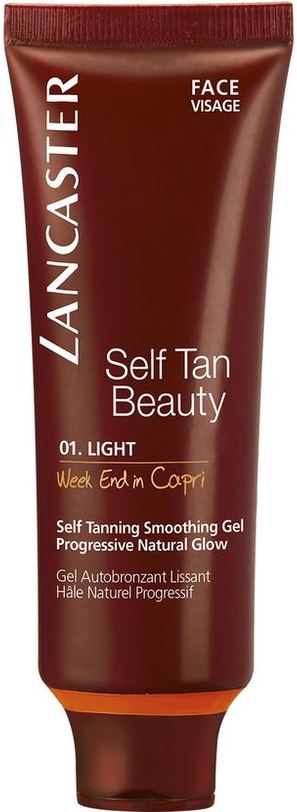 FACE
VISAGE
LANCASTER
Self Tan
Beauty
01. LIGHT
Week End in Capri
Self Tanning Smoothing Gel
Progressive Natural Glow
Gel Autobronzant Lissant
Hâle Naturel Progressif